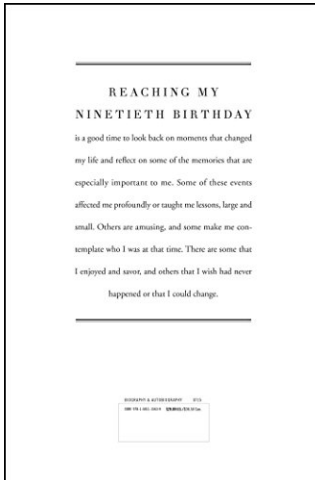 REACHING MY
NINETIETH BIRTHDAY
is a good time to look back on moments that changed
my life and reflect on some of the memories that are
especially important to me. Some of these events
affected me profoundly or taught me lessons, large and
small. Others are amusing, and some make me con-
template who I was at that time. There are some that
I enjoyed and savor, and others that I wish had never
happened or that I could change.
BIOGRAPHY & AUTOBIOGRAPHY